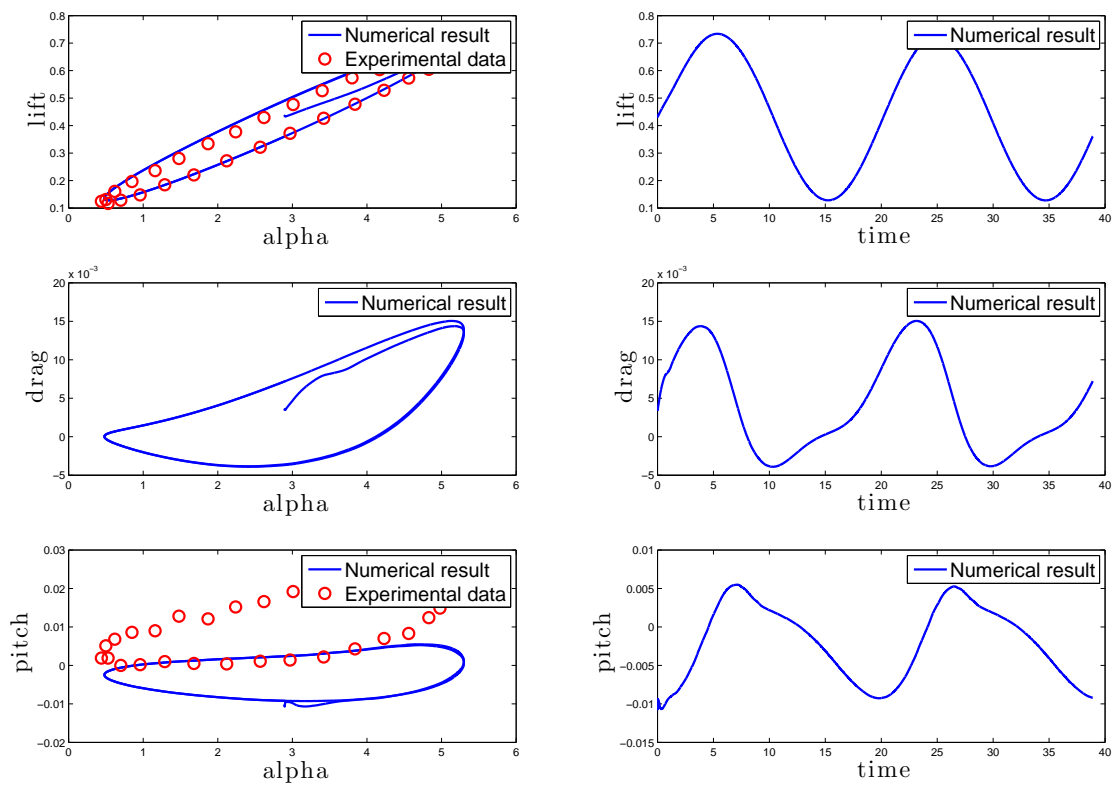 0.8
0.7
0.6
0.5
0.4
0.3
0.2
0.1
lift
Numerical result
Experimental data
0 1 2 3 4 5 6
alpha
0.8
0.7
0.6
0.5
0.4
0.3
0.2
0.1
lift
Numerical result
0 5 10 15 20 25 30 35 40
time
x 10⁻³
20
15
10
5
0
−5
drag
Numerical result
0 1 2 3 4 5 6
alpha
x 10⁻³
20
15
10
5
0
−5
drag
Numerical result
0 5 10 15 20 25 30 35 40
time
0.03
0.02
0.01
0
−0.01
−0.02
pitch
Numerical result
Experimental data
0 1 2 3 4 5 6
alpha
0.01
0.005
0
−0.005
−0.01
−0.015
pitch
Numerical result
0 5 10 15 20 25 30 35 40
time